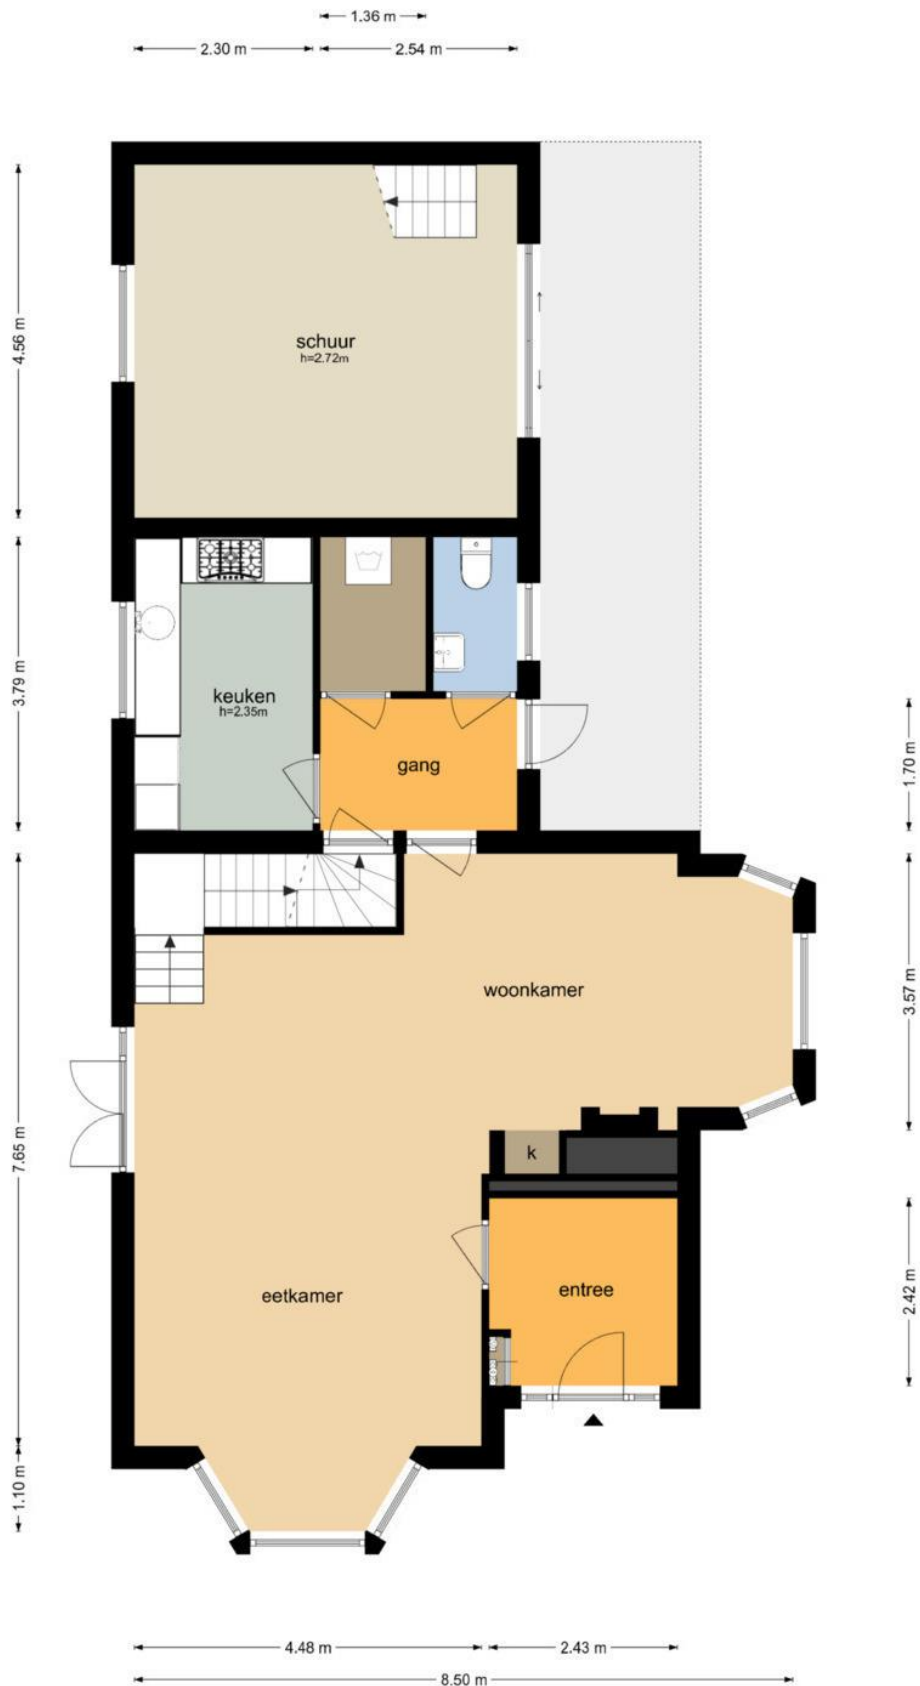 1.36 m
2.30 m
2.54 m
4.56 m
schuur
h=2.72m
3.79 m
keuken
h=2.35m
gang
1.70 m
woonkamer
3.57 m
7.65 m
k
eetkamer
entree
2.42 m
1.10 m
4.48 m
2.43 m
8.50 m